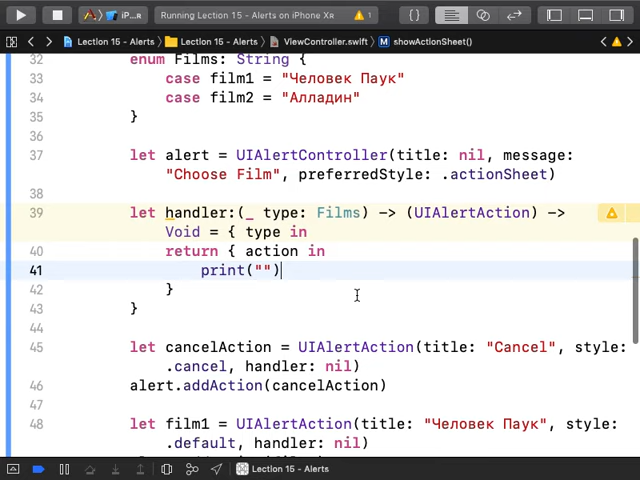 iP...R
Running Lection 15 – Alerts on iPhone Xʀ
1
Lection 15 – Alerts
Lection 15 – Alerts
ViewController.swift
M showActionSheet()
32 enum Films: String {
33 case film1 = "Человек Паук"
34 case film2 = "Алладин"
35 }
36
37 let alert = UIAlertController(title: nil, message:
"Choose Film", preferredStyle: .actionSheet)
38
39 let handler:(_ type: Films) -> (UIAlertAction) ->
Void = { type in
40 return { action in
41 print("")
42 }
43 }
44
45 let cancelAction = UIAlertAction(title: "Cancel", style:
.cancel, handler: nil)
46 alert.addAction(cancelAction)
47
48 let film1 = UIAlertAction(title: "Человек Паук", style:
.default, handler: nil)
Lection 15 – Alerts